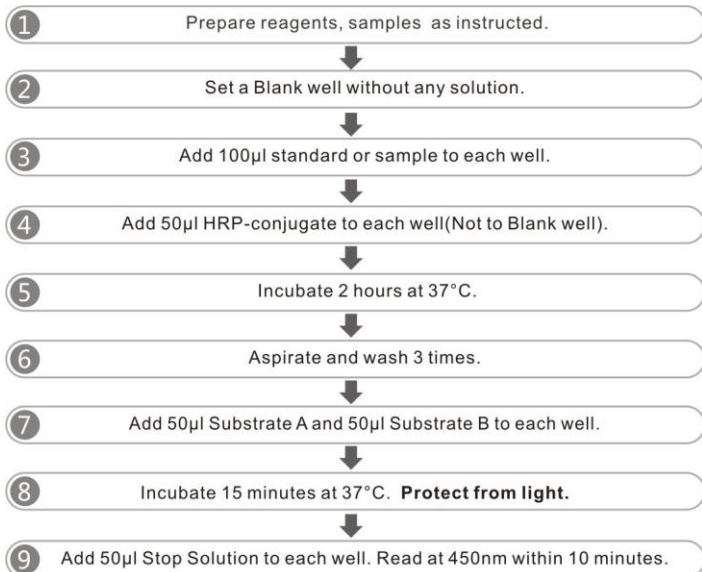 1 Prepare reagents, samples as instructed.
2 Set a Blank well without any solution.
3 Add 100µl standard or sample to each well.
4 Add 50µl HRP-conjugate to each well(Not to Blank well).
5 Incubate 2 hours at 37°C.
6 Aspirate and wash 3 times.
7 Add 50µl Substrate A and 50µl Substrate B to each well.
8 Incubate 15 minutes at 37°C. Protect from light.
9 Add 50µl Stop Solution to each well. Read at 450nm within 10 minutes.